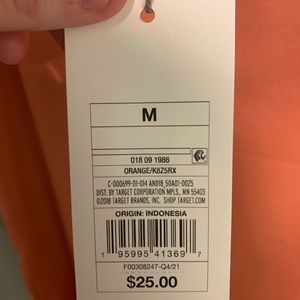 M
018 09 1986
ORANGE/K8Z5RX
C-000699-01-014 AND18_50A01-0025
DIST. BY TARGET CORPORATION MPLS., MN 55403
©2018 TARGET BRANDS, INC. SHOP TARGET.COM
ORIGIN: INDONESIA
1 95995 41369 7
F00308247-Q4/21
$25.00